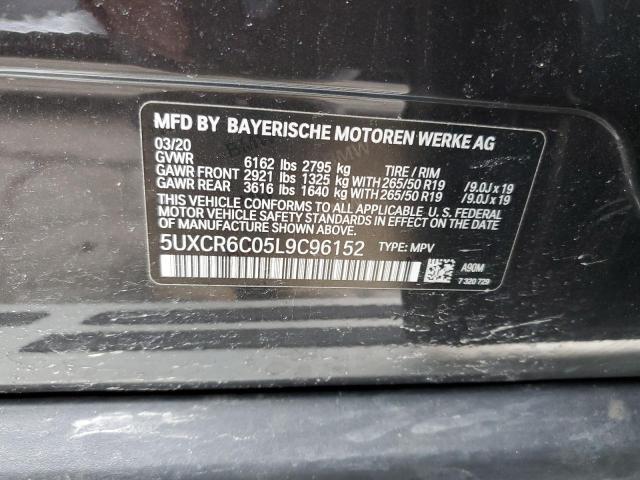 MFD BY BAYERISCHE MOTOREN WERKE AG
03/20
GVWR 6162 lbs 2795 kg TIRE / RIM
GAWR FRONT 2921 lbs 1325 kg WITH 265/50 R19 /9.0J x 19
GAWR REAR 3616 lbs 1640 kg WITH 265/50 R19 /9.0J x 19
THIS VEHICLE CONFORMS TO ALL APPLICABLE U. S. FEDERAL
MOTOR VEHICLE SAFETY STANDARDS IN EFFECT ON THE DATE
OF MANUFACTURE SHOWN ABOVE.
5UXCR6C05L9C96152 TYPE: MPV
A90M
7 320 729